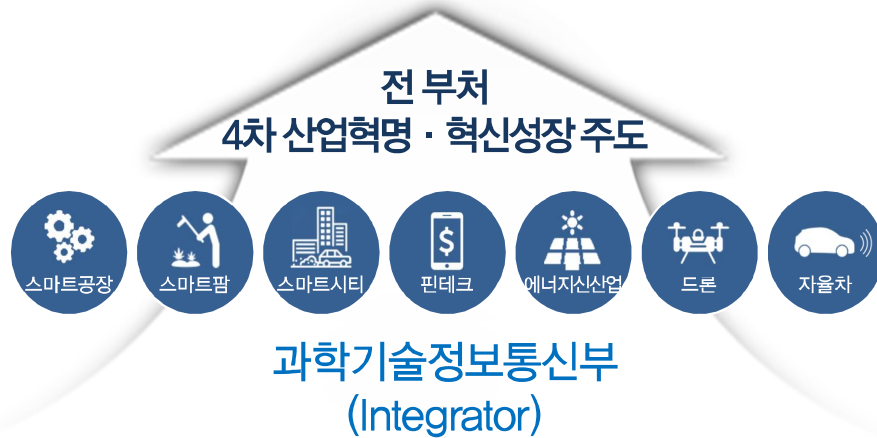 전 부처
4차 산업혁명 · 혁신성장 주도
$
스마트공장 스마트팜 스마트시티 핀테크 에너지신산업 드론 자율차
과학기술정보통신부
(Integrator)